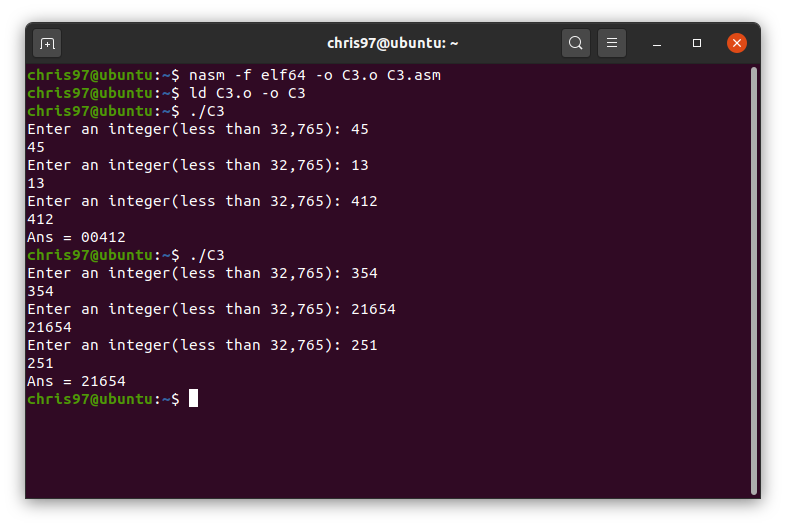 chris97@ubuntu: ~
chris97@ubuntu:~$ nasm -f elf64 -o C3.o C3.asm
chris97@ubuntu:~$ ld C3.o -o C3
chris97@ubuntu:~$ ./C3
Enter an integer(less than 32,765): 45
45
Enter an integer(less than 32,765): 13
13
Enter an integer(less than 32,765): 412
412
Ans = 00412
chris97@ubuntu:~$ ./C3
Enter an integer(less than 32,765): 354
354
Enter an integer(less than 32,765): 21654
21654
Enter an integer(less than 32,765): 251
251
Ans = 21654
chris97@ubuntu:~$